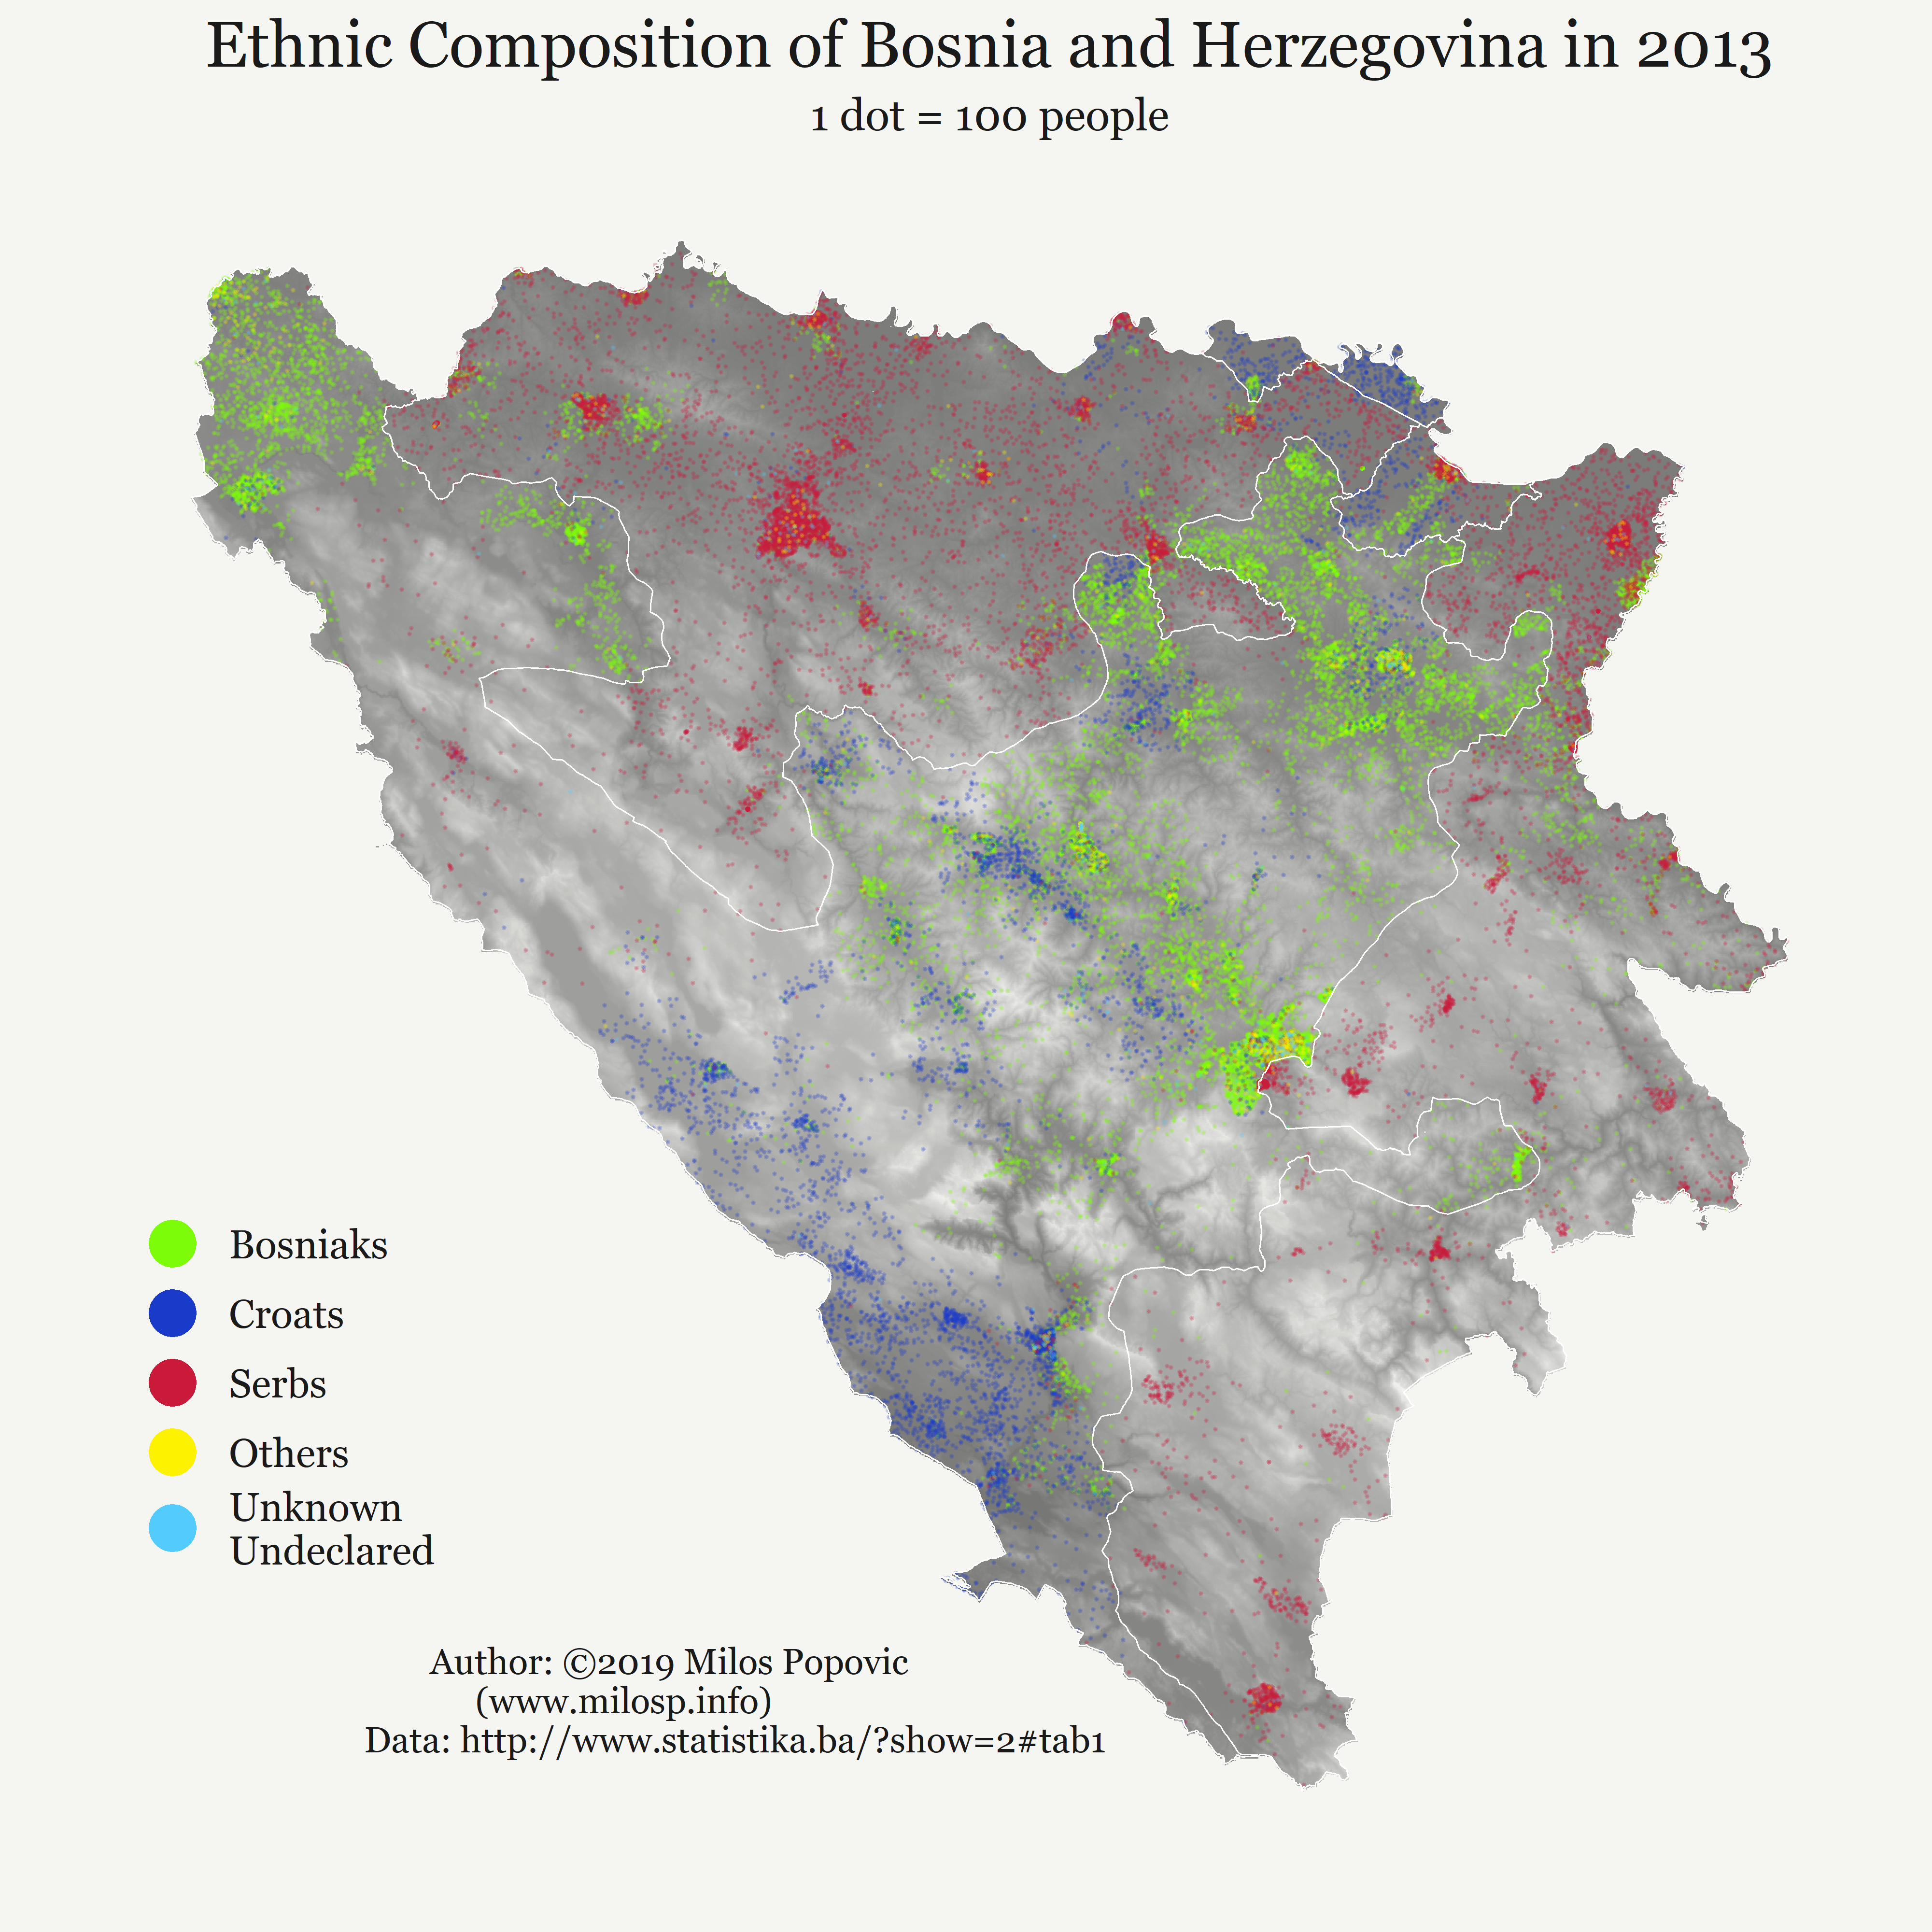 Ethnic Composition of Bosnia and Herzegovina in 2013
1 dot = 100 people
Bosniaks
Croats
Serbs
Others
Unknown
Undeclared
Author: ©2019 Milos Popovic
(www.milosp.info)
Data: http://www.statistika.ba/?show=2#tab1